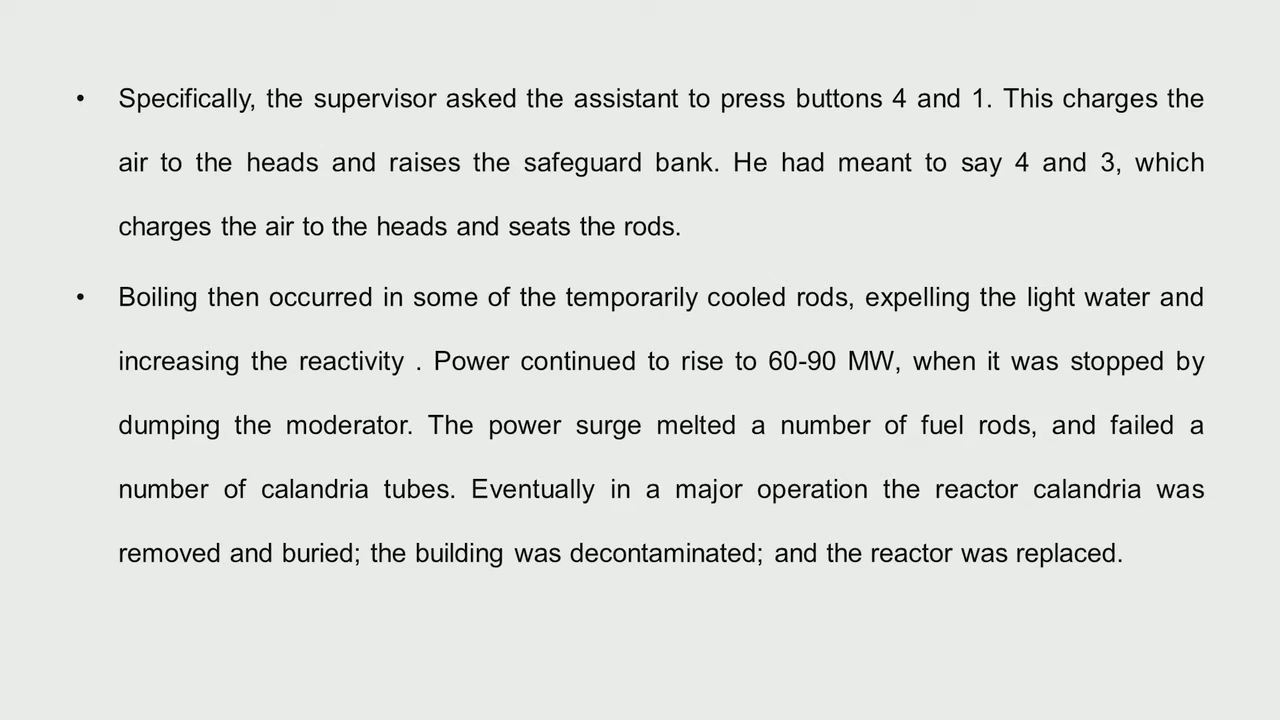 • Specifically, the supervisor asked the assistant to press buttons 4 and 1. This charges the
air to the heads and raises the safeguard bank. He had meant to say 4 and 3, which
charges the air to the heads and seats the rods.
• Boiling then occurred in some of the temporarily cooled rods, expelling the light water and
increasing the reactivity . Power continued to rise to 60-90 MW, when it was stopped by
dumping the moderator. The power surge melted a number of fuel rods, and failed a
number of calandria tubes. Eventually in a major operation the reactor calandria was
removed and buried; the building was decontaminated; and the reactor was replaced.